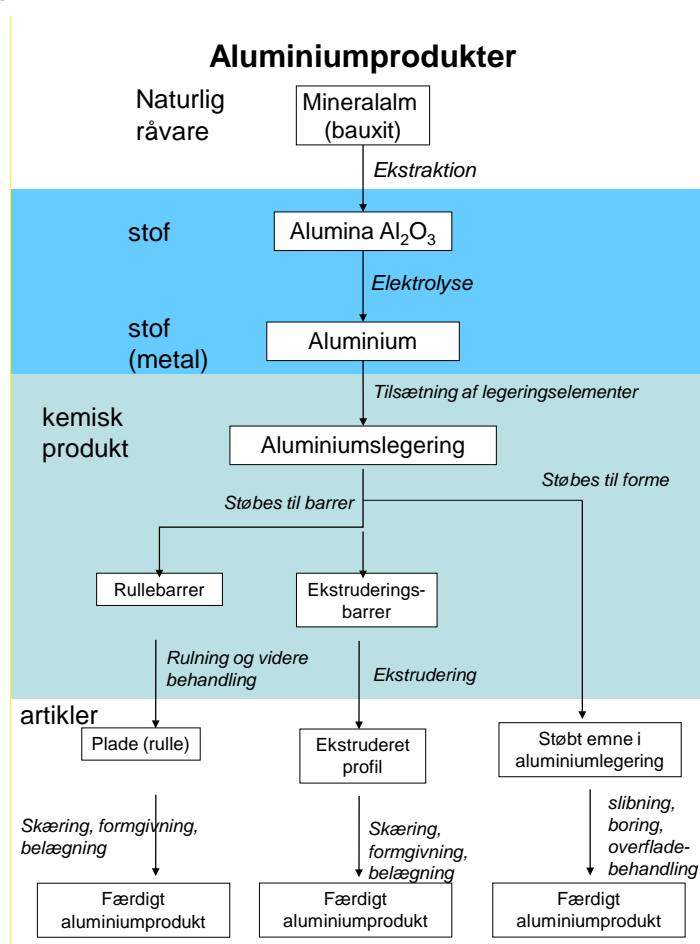 Aluminiumprodukter
Naturlig
råvare
Mineralalm
(bauxit)
Ekstraktion
stof
Alumina Al₂O₃
Elektrolyse
stof
(metal)
Aluminium
Tilsætning af legeringselementer
kemisk
produkt
Aluminiumslegering
Støbes til barrer
Støbes til forme
Rullebarrer
Ekstruderings-
barrer
Rulning og videre
behandling
Ekstrudering
artikler
Plade (rulle)
Ekstruderet
profil
Støbt emne i
aluminiumlegering
Skæring, formgivning,
belægning
Skæring,
formgivning,
belægning
slibning,
boring,
overflade-
behandling
Færdigt
aluminiumprodukt
Færdigt
aluminiumprodukt
Færdigt
aluminiumprodukt